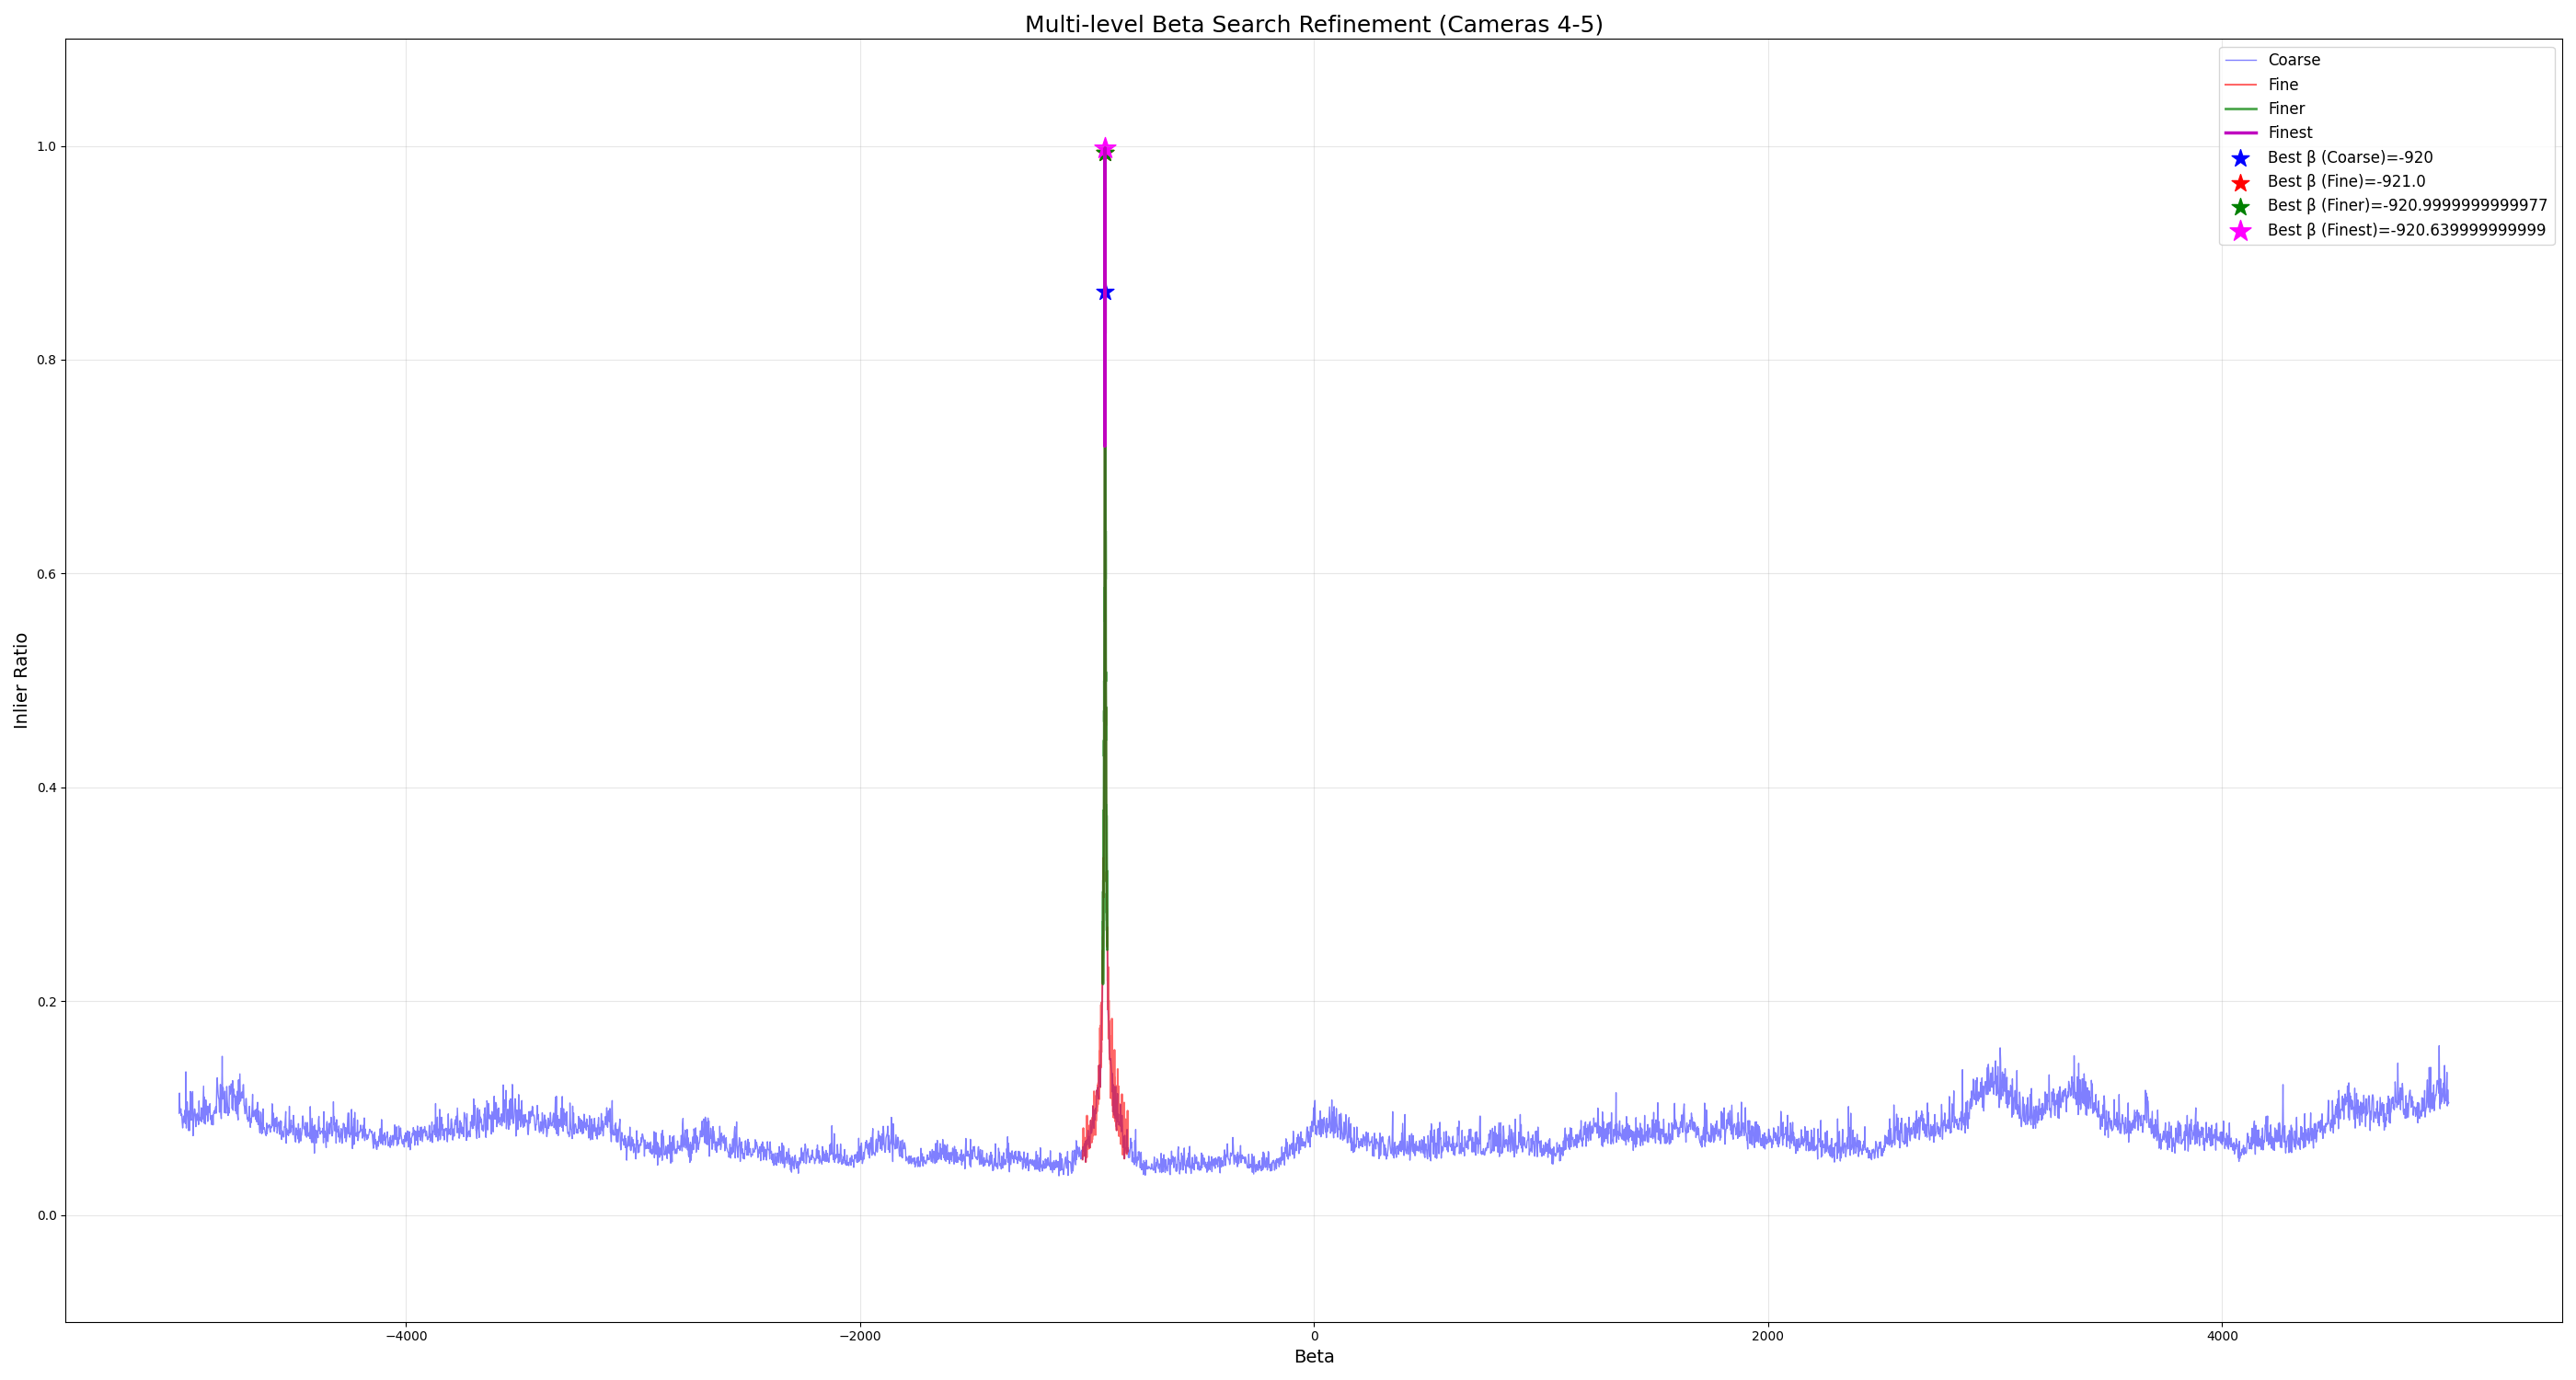 Multi-level Beta Search Refinement (Cameras 4-5)
Coarse
Fine
Finer
Finest
Best β (Coarse)=-920
Best β (Fine)=-921.0
Best β (Finer)=-920.9999999999977
Best β (Finest)=-920.639999999999
1.0
0.8
0.6
0.4
0.2
0.0
Inlier Ratio
−4000
−2000
0
2000
4000
Beta